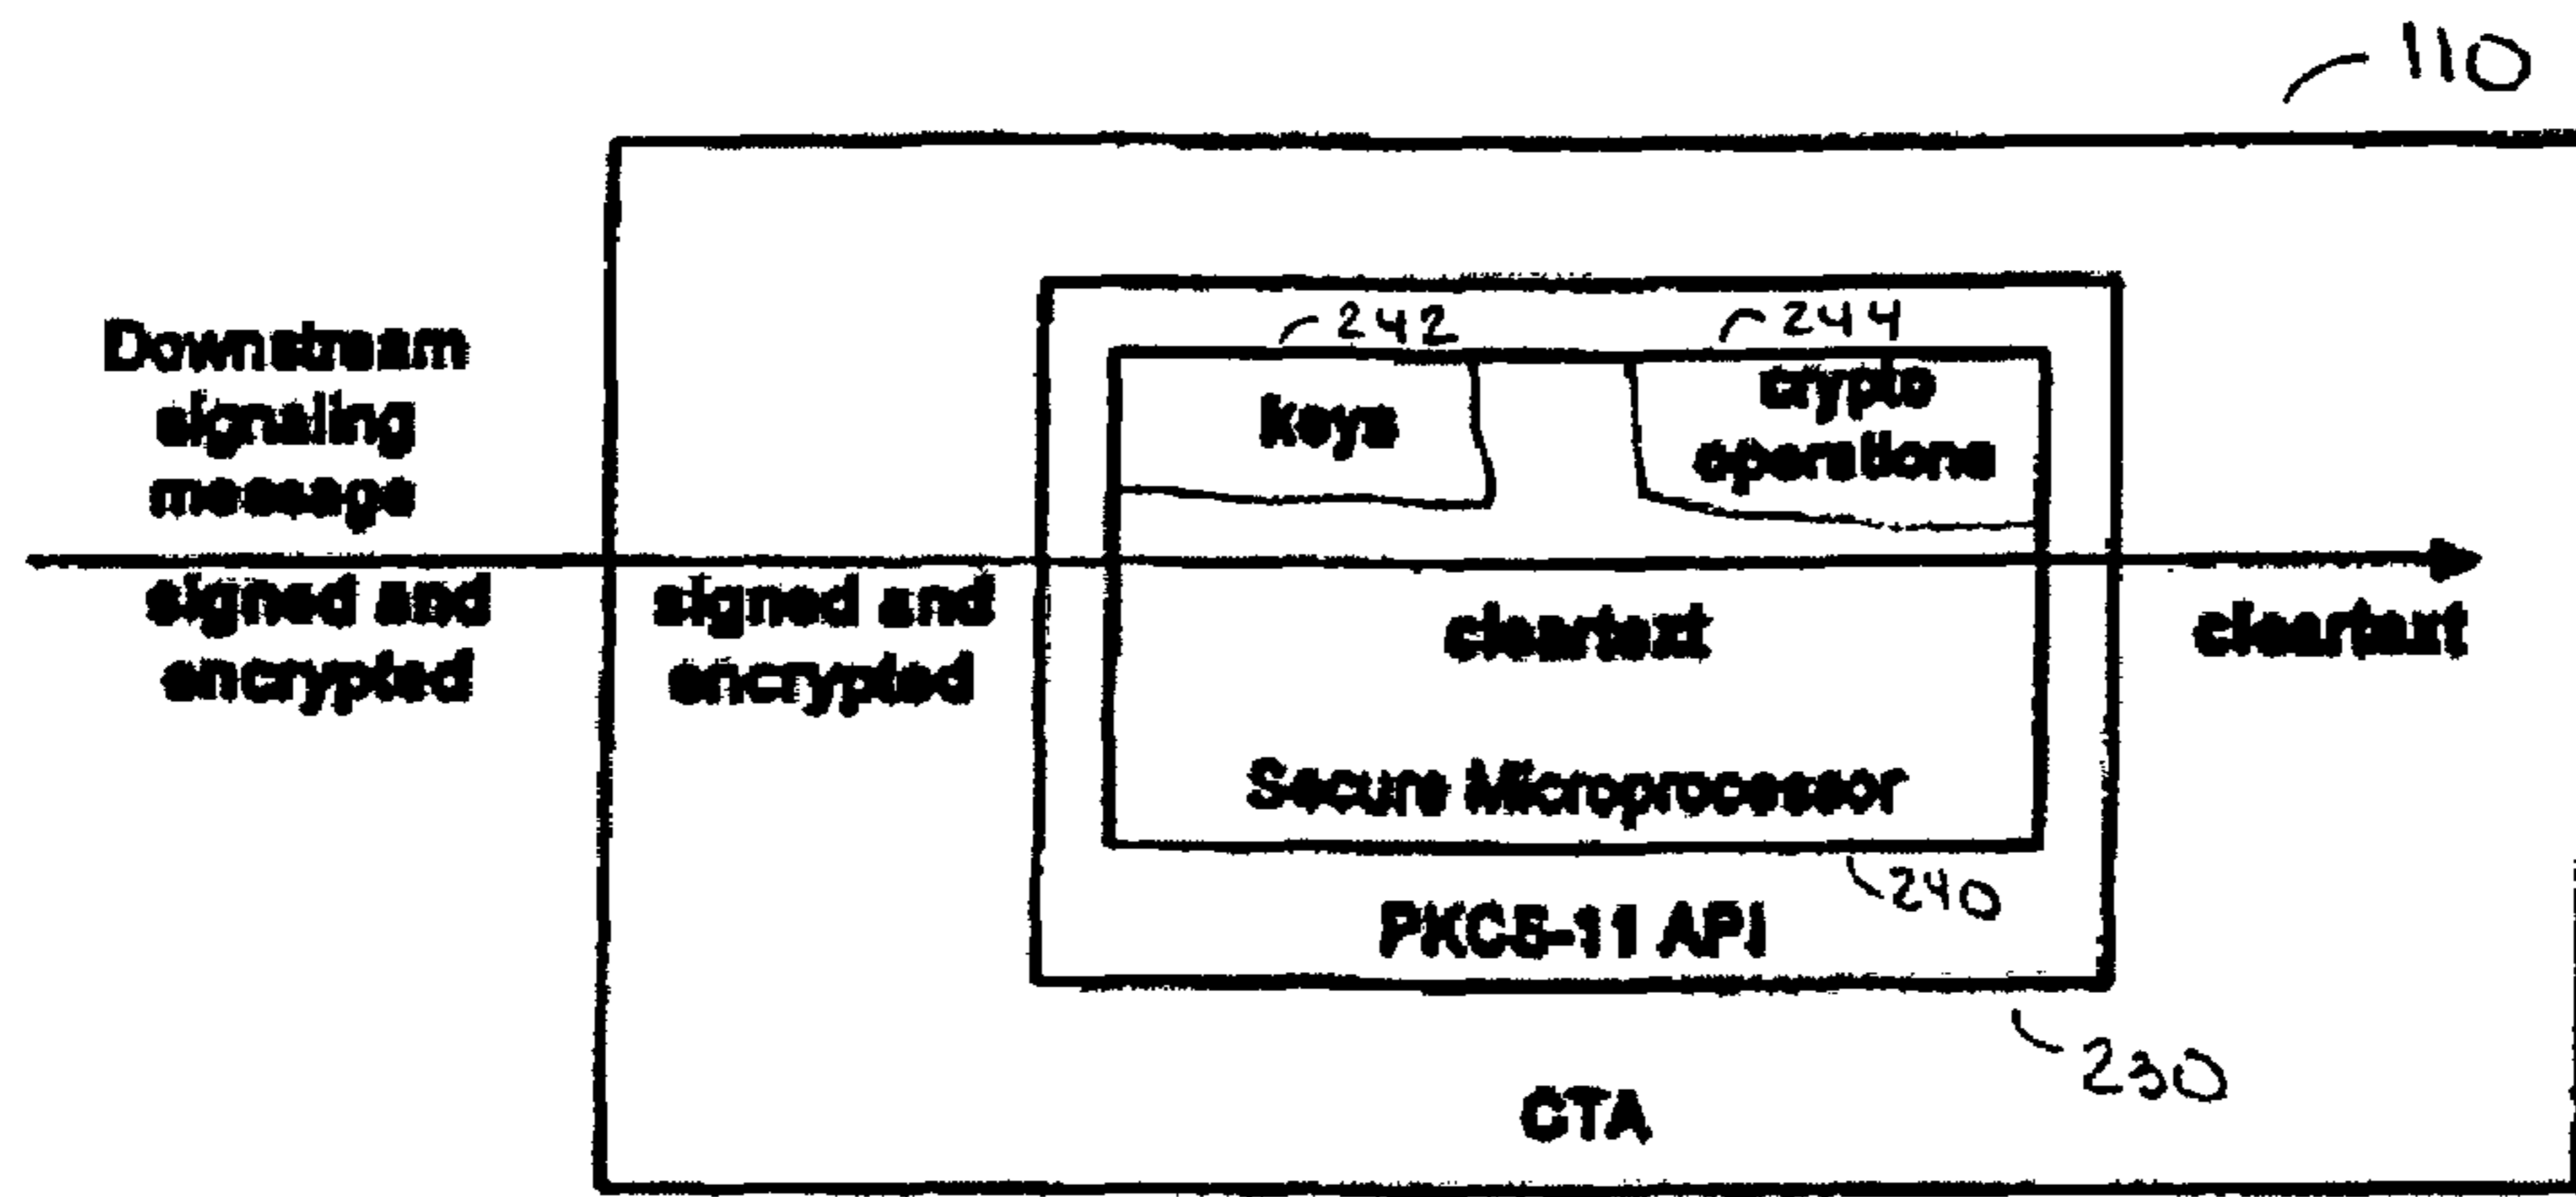 110
242
244
Downstream
signaling
message
keys
crypto
operations
signed and
encrypted
signed and
encrypted
cleartext
cleartext
Secure Microprocessor
240
PKCS-11 API
230
CTA